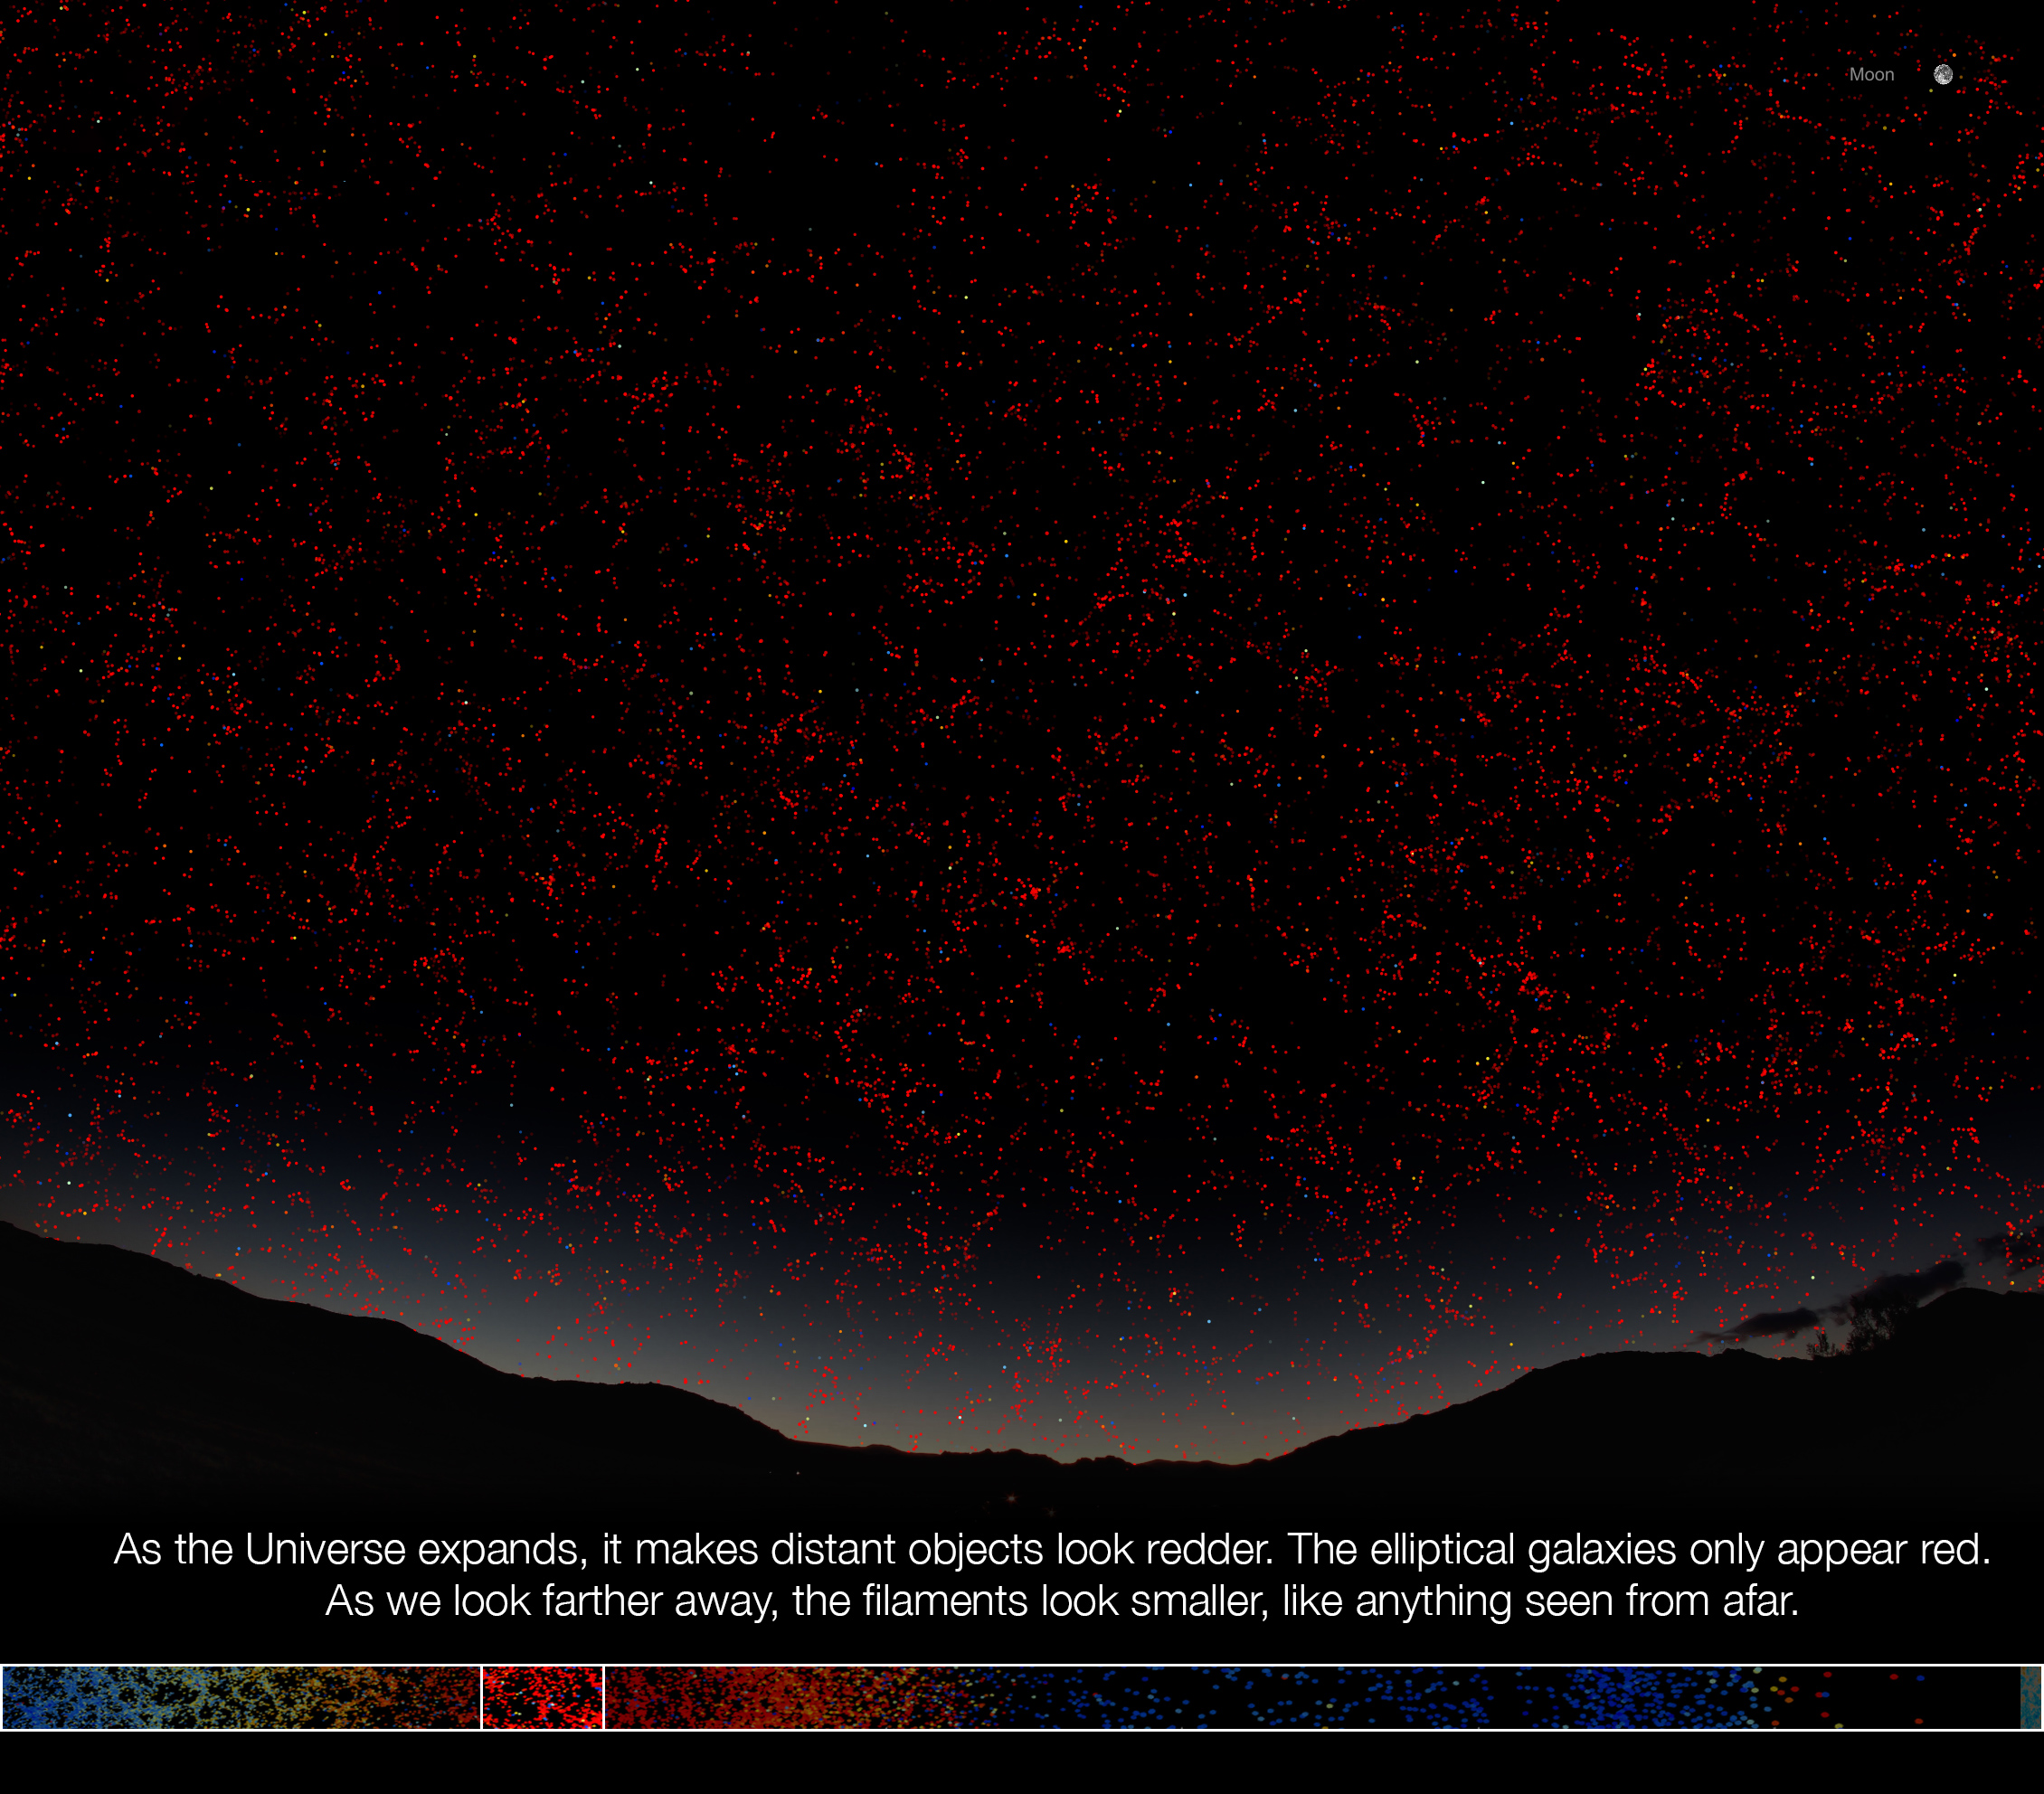 Moon
As the Universe expands, it makes distant objects look redder. The elliptical galaxies only appear red.
As we look farther away, the filaments look smaller, like anything seen from afar.